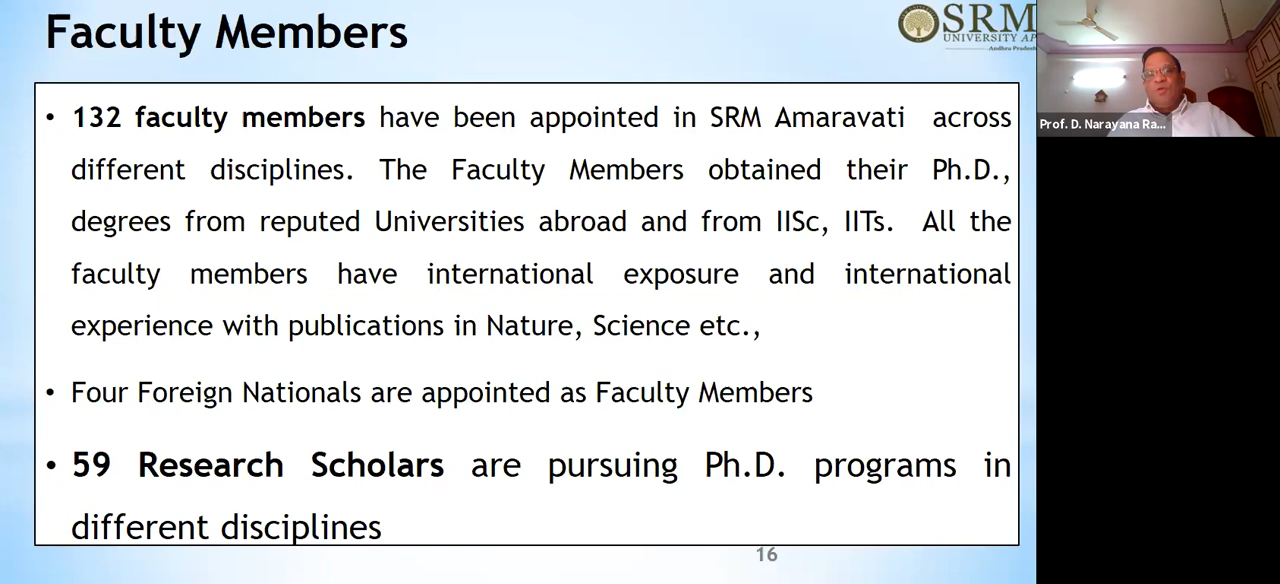 Faculty Members
SRM
UNIVERSITY AP
Andhra Pradesh
Prof. D. Narayana Ra...
• 132 faculty members have been appointed in SRM Amaravati across
different disciplines. The Faculty Members obtained their Ph.D.,
degrees from reputed Universities abroad and from IISc, IITs. All the
faculty members have international exposure and international
experience with publications in Nature, Science etc.,
• Four Foreign Nationals are appointed as Faculty Members
• 59 Research Scholars are pursuing Ph.D. programs in
different disciplines
16